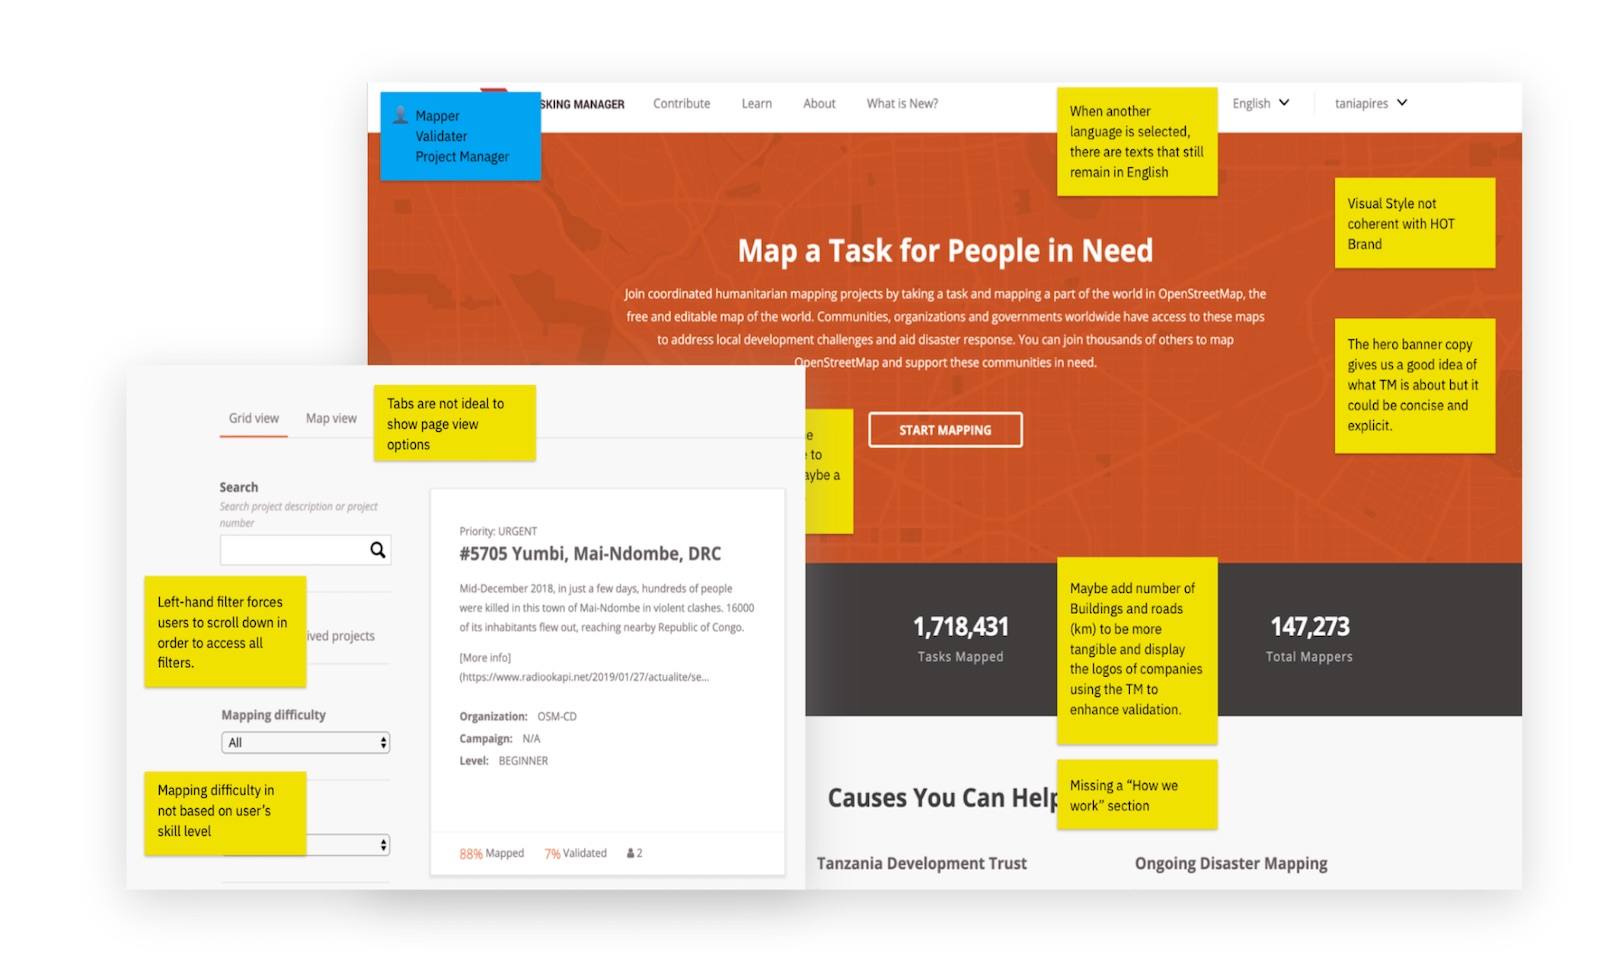 Mapper
Validater
Project Manager
SKING MANAGER
Contribute
Learn
About
What is New?
When another
language is selected,
there are texts that still
remain in English
English
taniapires
Visual Style not
coherent with HOT
Brand
Map a Task for People in Need
Join coordinated humanitarian mapping projects by taking a task and mapping a part of the world in OpenStreetMap, the
free and editable map of the world. Communities, organizations and governments worldwide have access to these maps
to address local development challenges and aid disaster response. You can join thousands of others to map
OpenStreetMap and support these communities in need.
The hero banner copy
gives us a good idea of
what TM is about but it
could be concise and
explicit.
START MAPPING
e
to
aybe a
Grid view
Map view
Tabs are not ideal to
show page view
options
Search
Search project description or project
number
Left-hand filter forces
users to scroll down in
order to access all
filters.
ived projects
Mapping difficulty
All
Mapping difficulty in
not based on user's
skill level
Priority: URGENT
#5705 Yumbi, Mai-Ndombe, DRC
Mid-December 2018, in just a few days, hundreds of people
were killed in this town of Mai-Ndombe in violent clashes. 16000
of its inhabitants flew out, reaching nearby Republic of Congo.
[More info]
(https://www.radiookapi.net/2019/01/27/actualite/se...
Organization: OSM-CD
Campaign: N/A
Level: BEGINNER
88% Mapped
7% Validated
2
1,718,431
Tasks Mapped
Maybe add number of
Buildings and roads
(km) to be more
tangible and display
the logos of companies
using the TM to
enhance validation.
147,273
Total Mappers
Causes You Can Help
Missing a “How we
work” section
Tanzania Development Trust
Ongoing Disaster Mapping